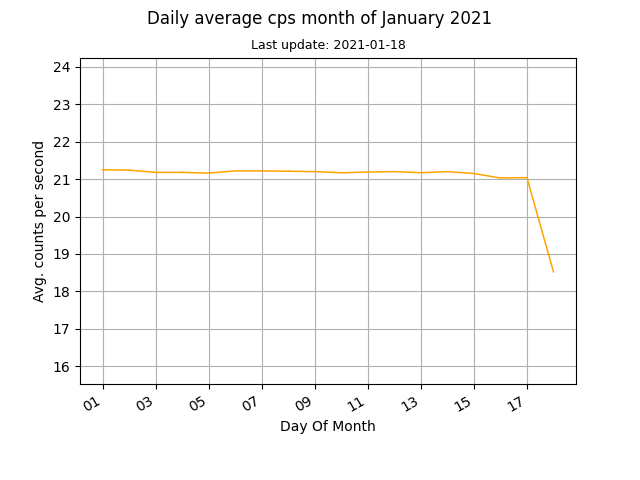 Daily average cps month of January 2021
Last update: 2021-01-18
24
23
22
21
20
19
18
17
16
Avg. counts per second
01 03 05 07 09 11 13 15 17
Day Of Month